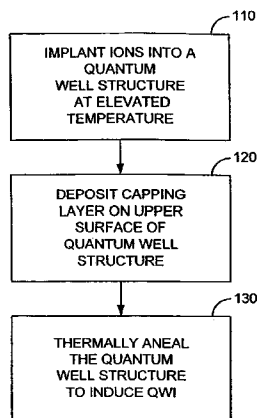 110
IMPLANT IONS INTO A
QUANTUM
WELL STRUCTURE
AT ELEVATED
TEMPERATURE
120
DEPOSIT CAPPING
LAYER ON UPPER
SURFACE OF
QUANTUM WELL
STRUCTURE
130
THERMALLY ANEAL
THE QUANTUM
WELL STRUCTURE
TO INDUCE QWI